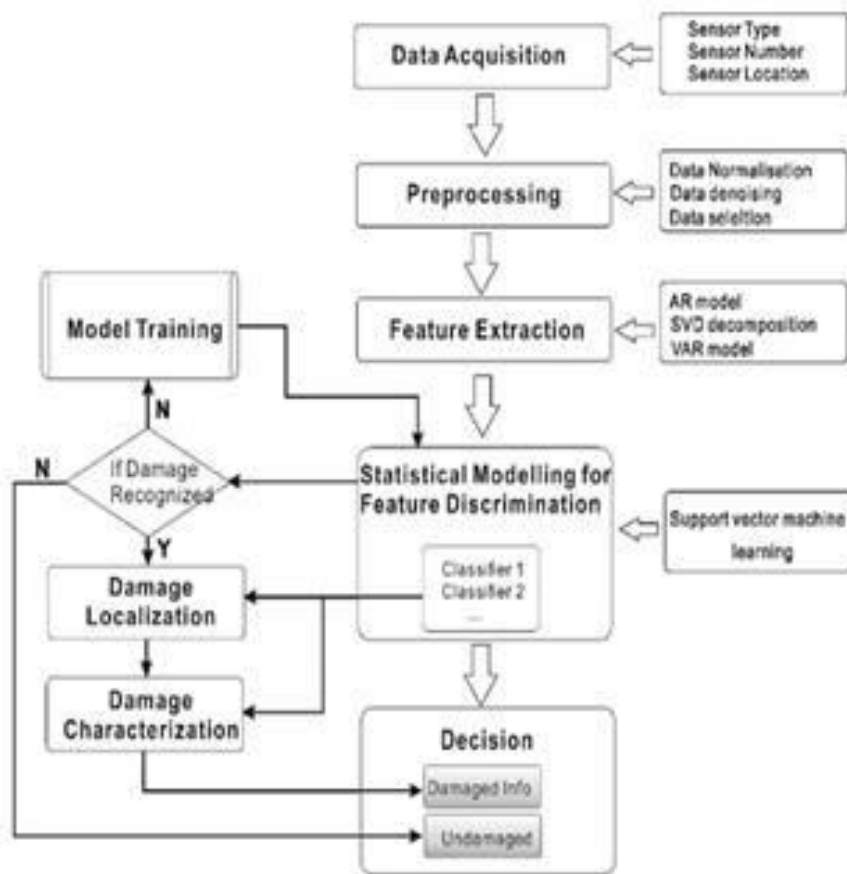 Data Acquisition
Sensor Type
Sensor Number
Sensor Location
Preprocessing
Data Normalisation
Data denoising
Data seleltion
Model Training
Feature Extraction
AR model
SVD decomposition
VAR model
N
N
If Damage
Recognized
Y
Statistical Modelling for
Feature Discrimination
Classifier 1
Classifier 2
...
Support vector machine
learning
Damage
Localization
Damage
Characterization
Decision
Damaged Info
Undemaged